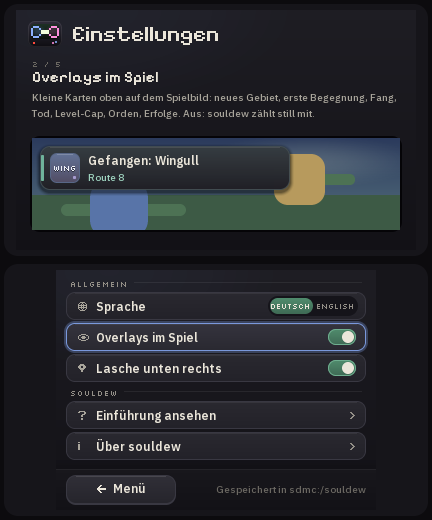 Einstellungen
2 / 5
Overlays im Spiel
Kleine Karten oben auf dem Spielbild: neues Gebiet, erste Begegnung, Fang,
Tod, Level-Cap, Orden, Erfolge. Aus: souldew zählt still mit.
WING
Gefangen: Wingull
Route 8
ALLGEMEIN
Sprache
DEUTSCH ENGLISH
Overlays im Spiel
Lasche unten rechts
SOULDEW
? Einführung ansehen >
i Über souldew >
← Menü
Gespeichert in sdmc:/souldew